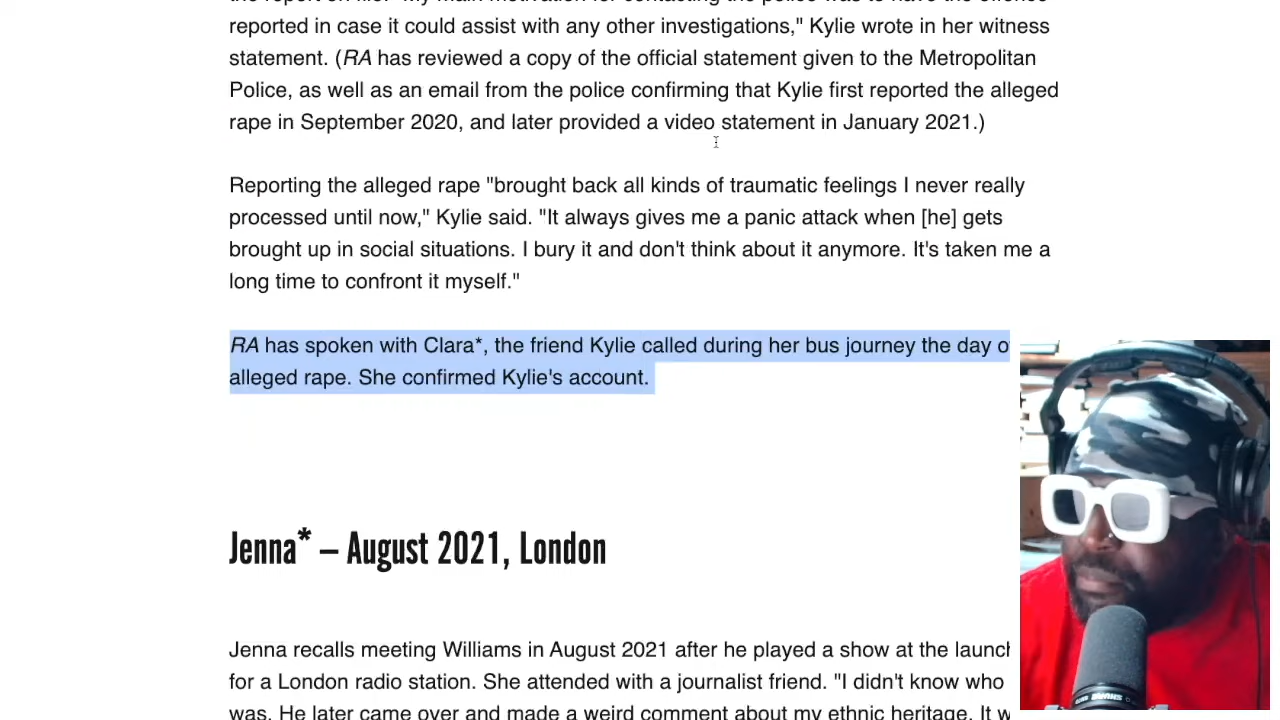 reported in case it could assist with any other investigations," Kylie wrote in her witness
statement. (RA has reviewed a copy of the official statement given to the Metropolitan
Police, as well as an email from the police confirming that Kylie first reported the alleged
rape in September 2020, and later provided a video statement in January 2021.)
Reporting the alleged rape "brought back all kinds of traumatic feelings I never really
processed until now," Kylie said. "It always gives me a panic attack when [he] gets
brought up in social situations. I bury it and don't think about it anymore. It's taken me a
long time to confront it myself."
RA has spoken with Clara*, the friend Kylie called during her bus journey the day
alleged rape. She confirmed Kylie's account.
Jenna* – August 2021, London
Jenna recalls meeting Williams in August 2021 after he played a show at the launch
for a London radio station. She attended with a journalist friend. "I didn't know who
was. He later came over and made a weird comment about my ethnic heritage. It
SHURE